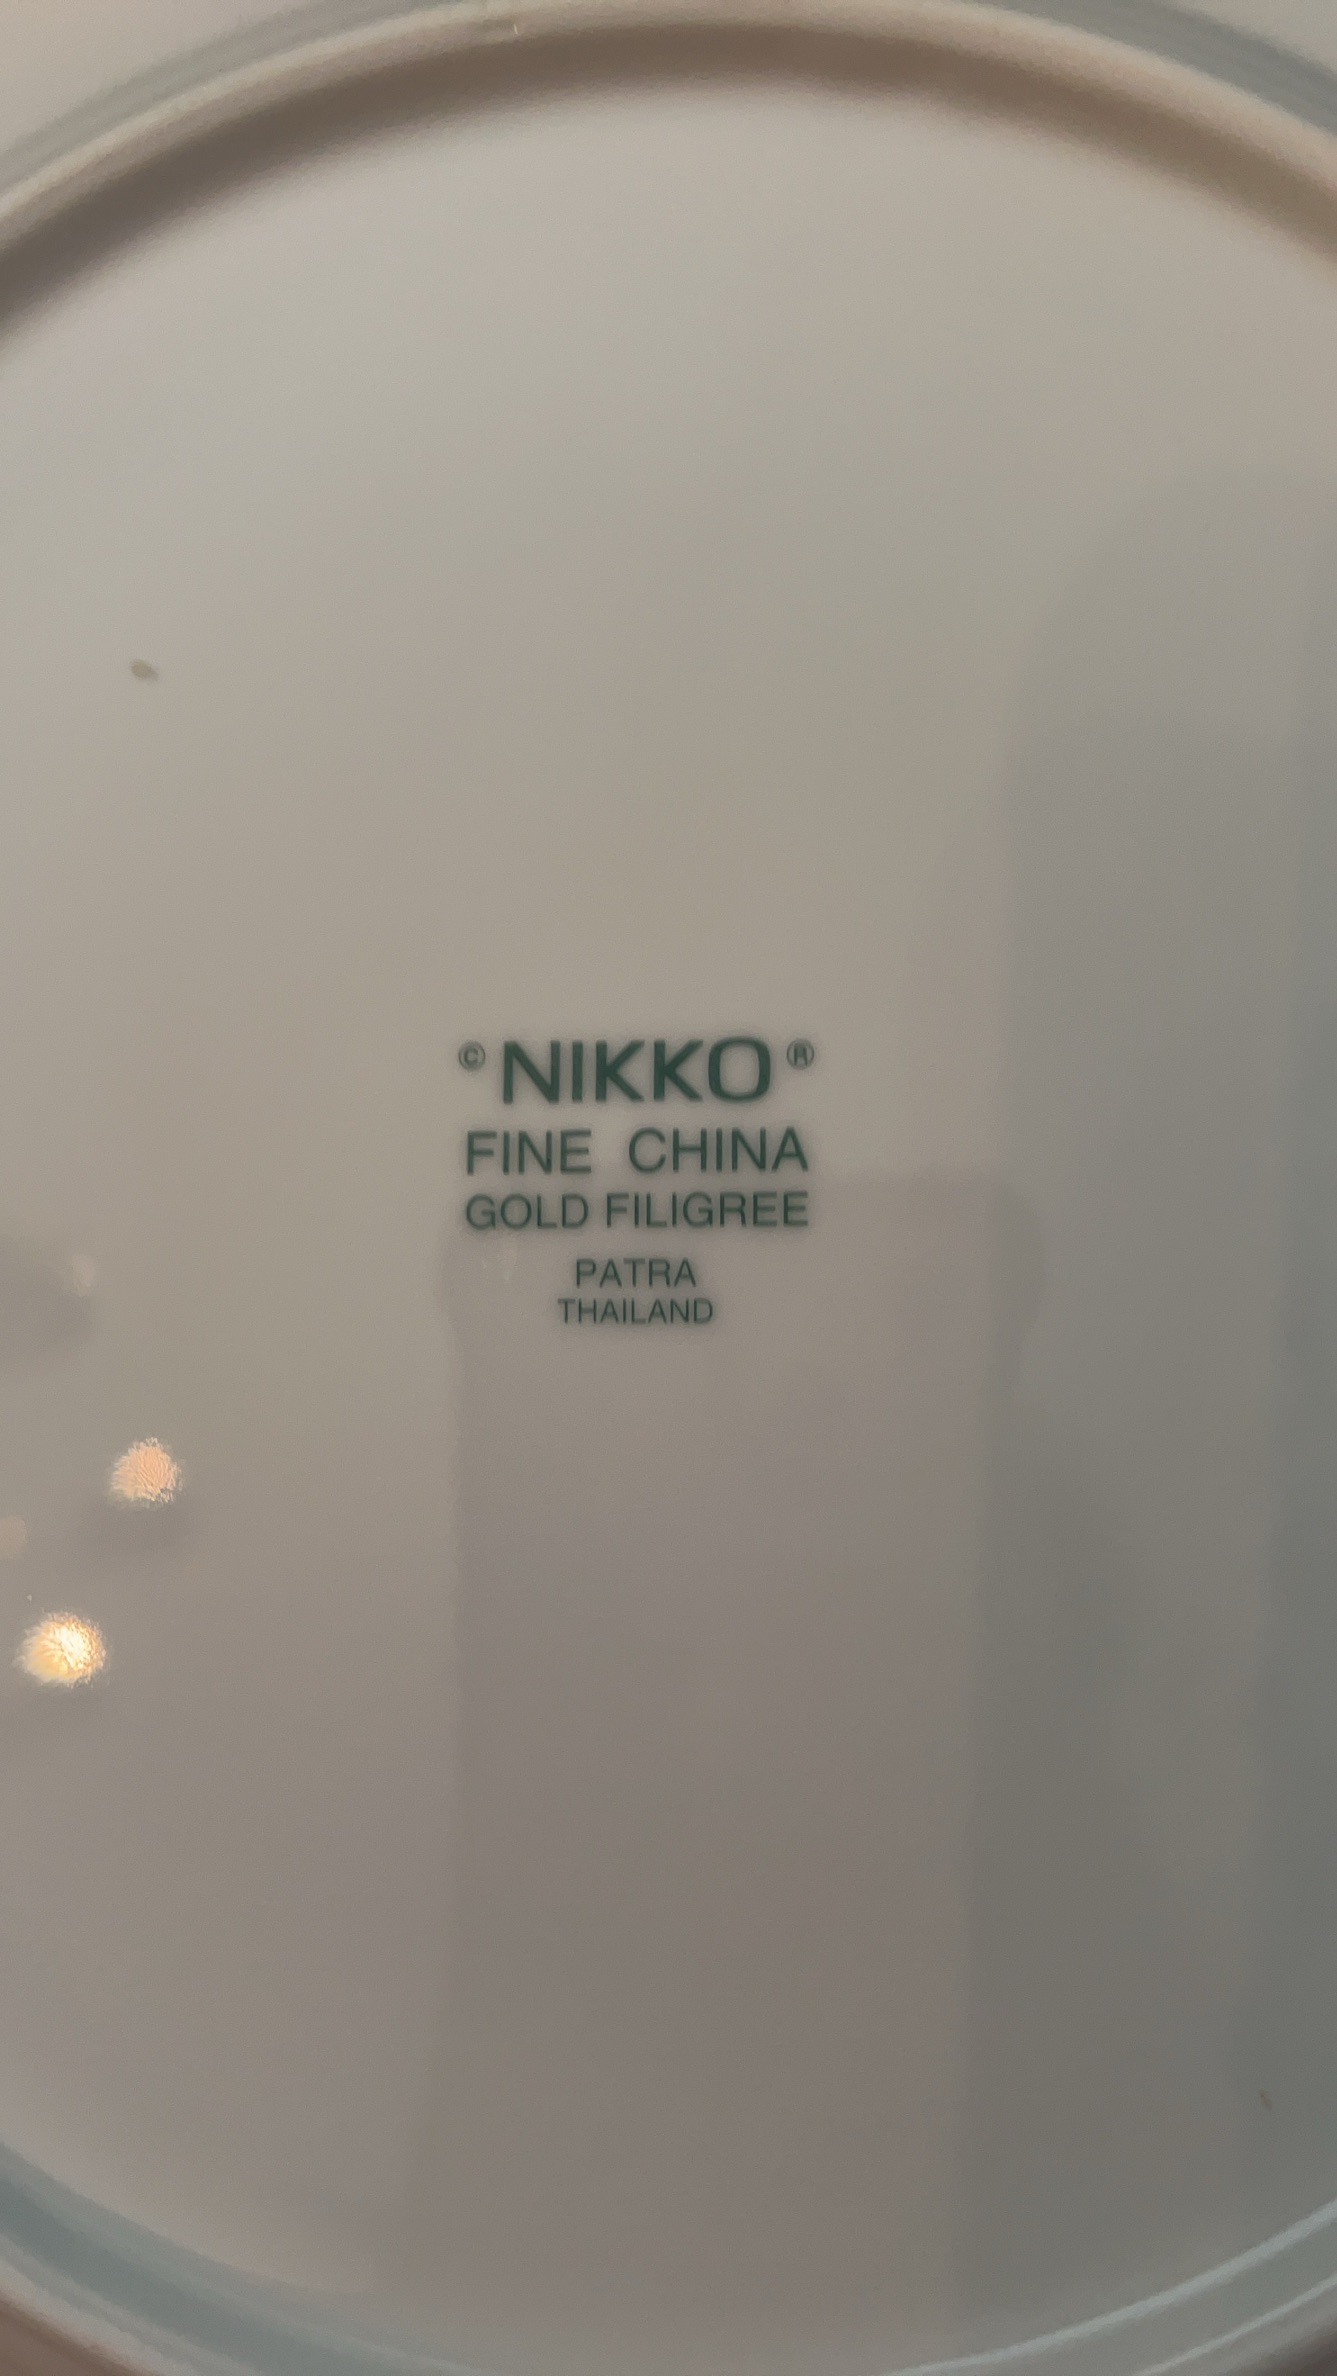 © NIKKO ®
FINE CHINA
GOLD FILIGREE
PATRA
THAILAND